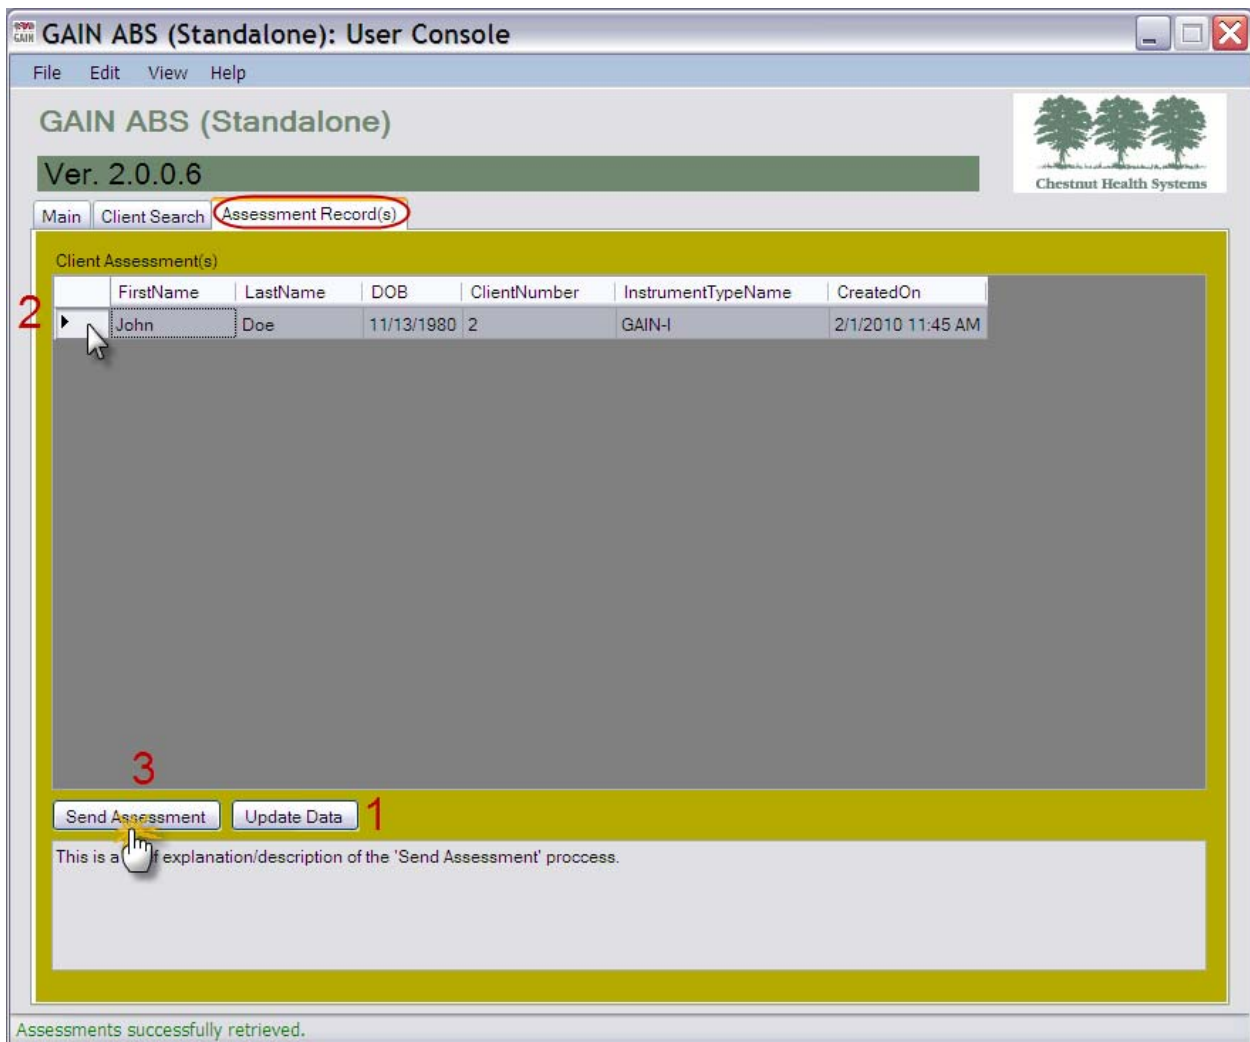 GAIN
GAIN ABS (Standalone): User Console
File Edit View Help
GAIN ABS (Standalone)
Ver. 2.0.0.6
Chestnut Health Systems
Main Client Search Assessment Record(s)
Client Assessment(s)
FirstName LastName DOB ClientNumber InstrumentTypeName CreatedOn
2
John Doe 11/13/1980 2 GAIN-I 2/1/2010 11:45 AM
3
Send Assessment Update Data 1
This is a explanation/description of the 'Send Assessment' proccess.
Assessments successfully retrieved.